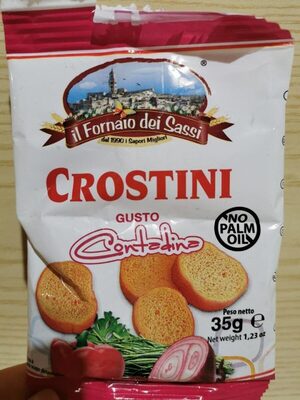 ®
il Fornaio dei Sassi
dal 1990 i Sapori Migliori
CROSTINI
GUSTO
Contadina
NO
PALM
OIL
Peso netto
35g e
Net weight 1,23 oz